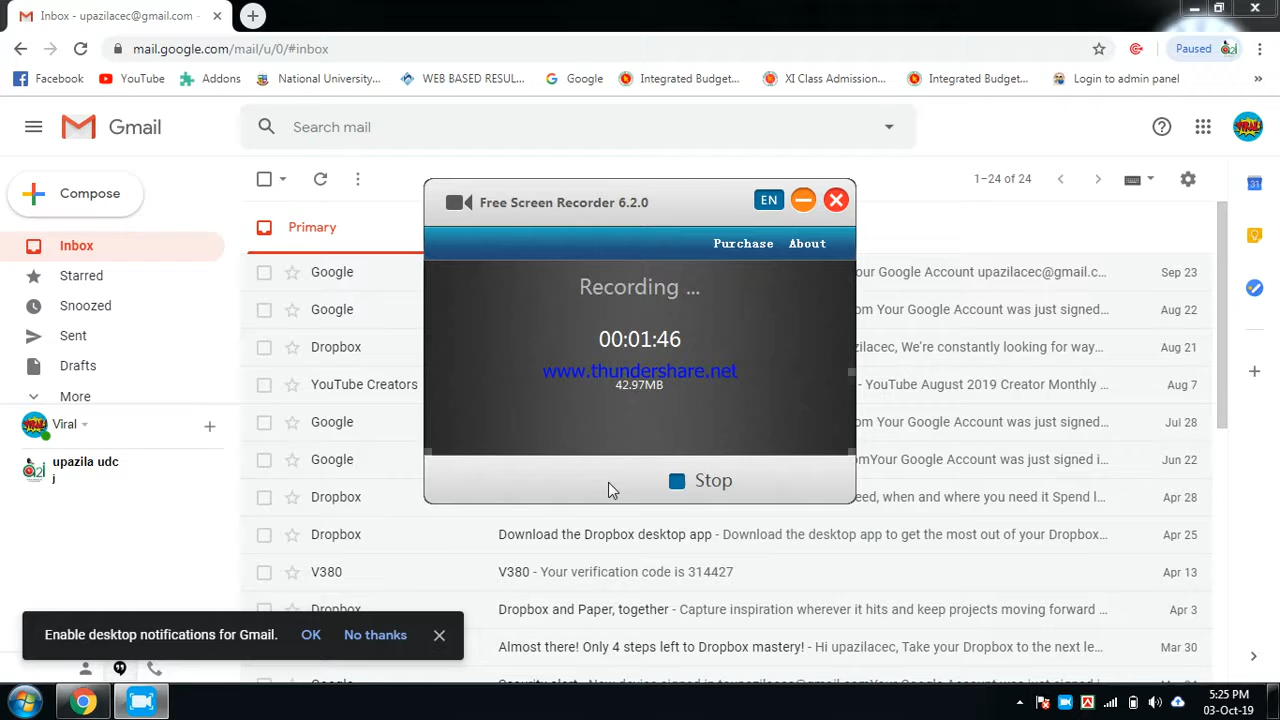 Inbox - upazilacec@gmail.com -
mail.google.com/mail/u/0/#inbox
Paused
Facebook
YouTube
Addons
National University...
WEB BASED RESUL...
Google
Integrated Budget...
XI Class Admission...
Integrated Budget...
Login to admin panel
»
Gmail
Search mail
Compose
1–24 of 24
31
Inbox
Starred
Snoozed
Sent
Drafts
More
Viral
upazila udc
j
Primary
Google
our Google Account upazilacec@gmail.c...
Sep 23
Google
om Your Google Account was just signed...
Aug 22
Dropbox
upazilacec, We're constantly looking for way...
Aug 21
YouTube Creators
- YouTube August 2019 Creator Monthly
Aug 7
Google
om Your Google Account was just signed...
Jul 28
Google
omYour Google Account was just signed i...
Jun 22
Dropbox
eed, when and where you need it Spend l...
Apr 28
Dropbox
Download the Dropbox desktop app - Download the desktop app to get the most out of your Dropbox...
Apr 25
V380
V380 - Your verification code is 314427
Apr 13
Dropbox
Dropbox and Paper, together - Capture inspiration wherever it hits and keep projects moving forward ...
Apr 3
Almost there! Only 4 steps left to Dropbox mastery! - Hi upazilacec, Take your Dropbox to the next le...
Mar 30
Free Screen Recorder 6.2.0
EN
Purchase About
Recording ...
00:01:46
www.thundershare.net
42.97MB
Stop
Enable desktop notifications for Gmail.
OK
No thanks
5:25 PM
03-Oct-19